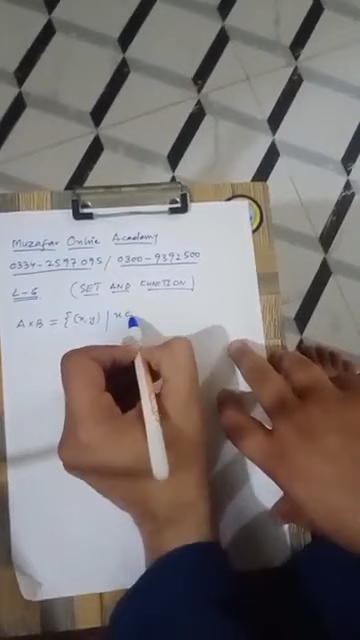 Muzafar Online Academy
0334-2597095 / 0300-9392500
L-6 (SET AND FUNCTION)
A×B = {(x,y) | x ϵ